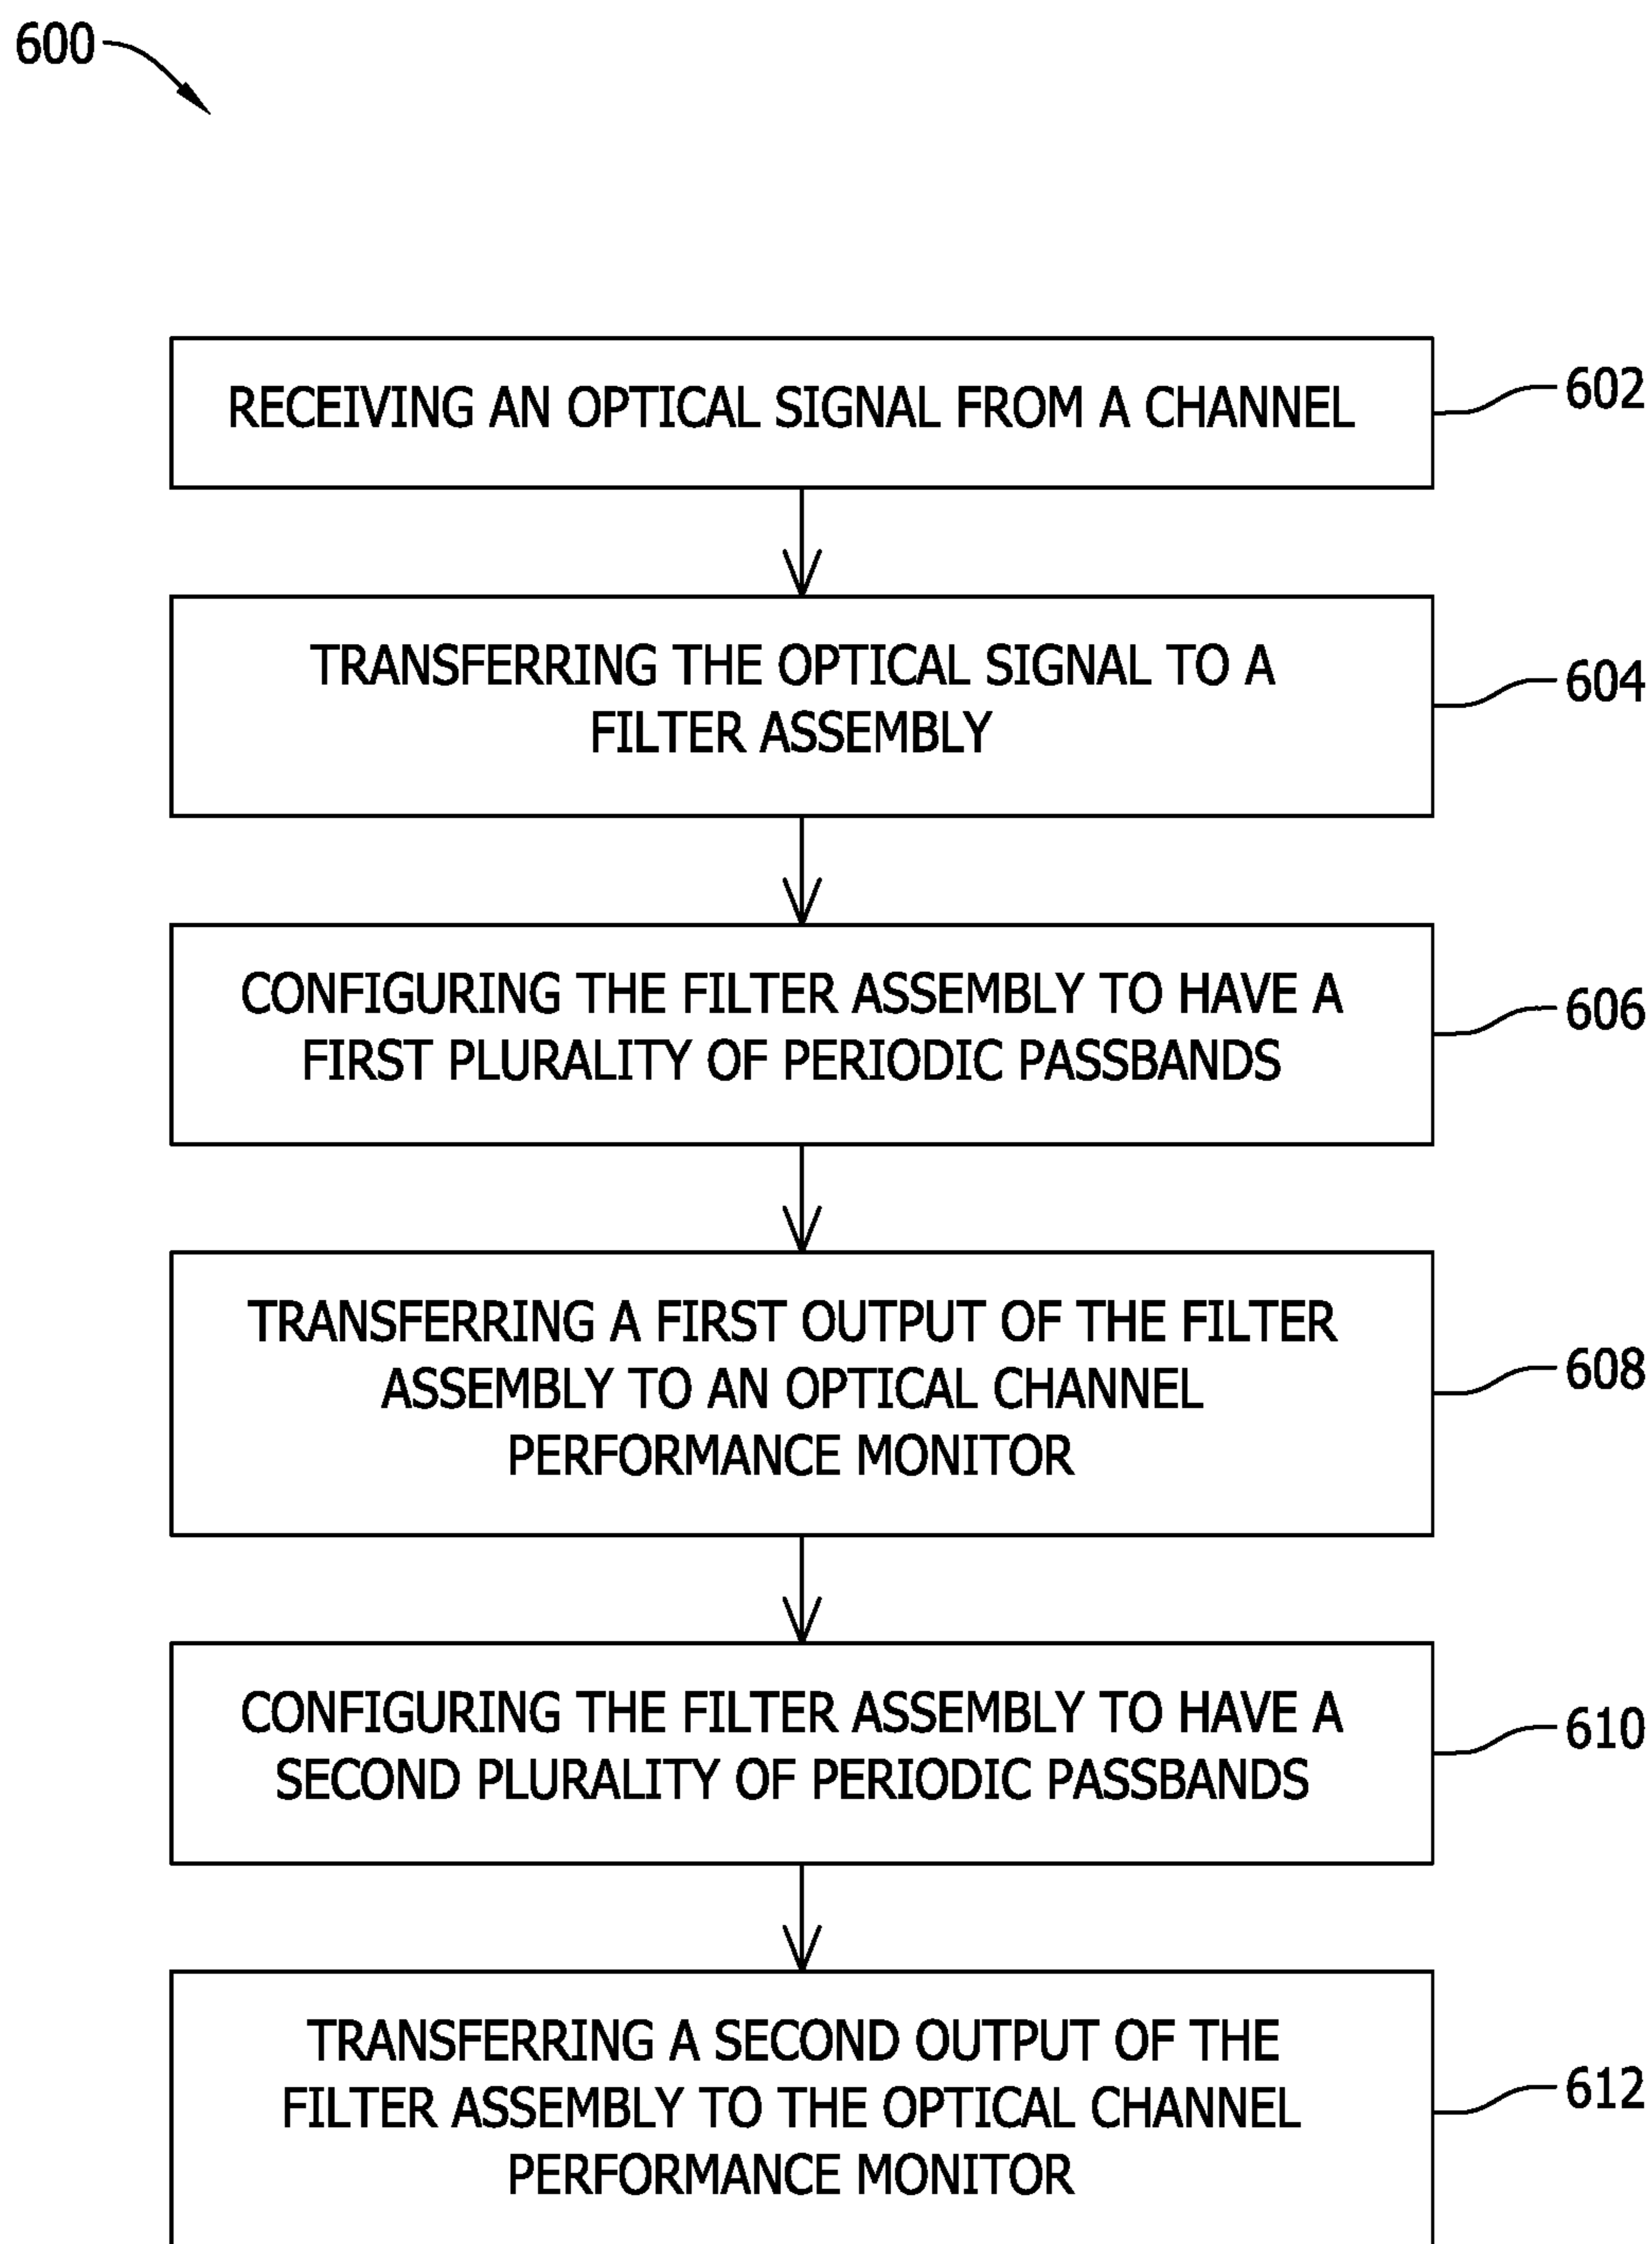 600
RECEIVING AN OPTICAL SIGNAL FROM A CHANNEL
602
TRANSFERRING THE OPTICAL SIGNAL TO A
FILTER ASSEMBLY
604
CONFIGURING THE FILTER ASSEMBLY TO HAVE A
FIRST PLURALITY OF PERIODIC PASSBANDS
606
TRANSFERRING A FIRST OUTPUT OF THE FILTER
ASSEMBLY TO AN OPTICAL CHANNEL
PERFORMANCE MONITOR
608
CONFIGURING THE FILTER ASSEMBLY TO HAVE A
SECOND PLURALITY OF PERIODIC PASSBANDS
610
TRANSFERRING A SECOND OUTPUT OF THE
FILTER ASSEMBLY TO THE OPTICAL CHANNEL
PERFORMANCE MONITOR
612